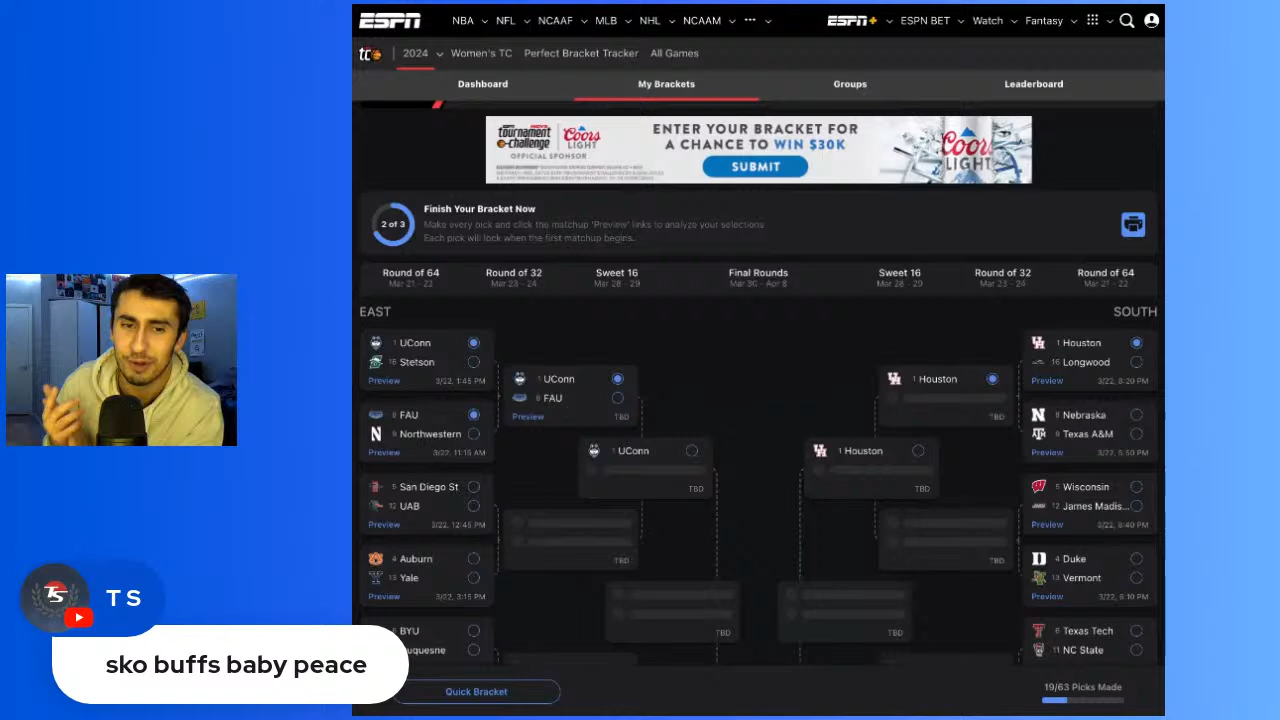 ESPN NBA NFL NCAAF MLB NHL NCAAM ••• ESPN+ ESPN BET Watch Fantasy
tc 2024 Women's TC Perfect Bracket Tracker All Games
Dashboard My Brackets Groups Leaderboard
tournament challenge Coors LIGHT
OFFICIAL SPONSOR
ENTER YOUR BRACKET FOR
A CHANCE TO WIN $30K
SUBMIT
Coors
LIGHT
2 of 3
Finish Your Bracket Now
Make every pick and click the matchup 'Preview' links to analyze your selections
Each pick will lock when the first matchup begins.
Round of 64 Round of 32 Sweet 16 Final Rounds Sweet 16 Round of 32 Round of 64
Mar 21 - 22 Mar 23 - 24 Mar 28 - 29 Mar 30 - Apr 8 Mar 28 - 29 Mar 23 - 24 Mar 21 - 22
EAST SOUTH
1 UConn
16 Stetson
Preview 3/22, 1:45 PM
8 FAU
9 Northwestern
Preview 3/22, 11:15 AM
5 San Diego St
12 UAB
Preview 3/22, 12:45 PM
4 Auburn
13 Yale
Preview 3/22, 3:15 PM
BYU
uquesne
1 UConn
8 FAU
Preview TBD
1 UConn
TBD
TBD
TBD
1 Houston
TBD
1 Houston
TBD
TBD
TBD
1 Houston
16 Longwood
Preview 3/22, 8:20 PM
8 Nebraska
9 Texas A&M
Preview 3/22, 5:50 PM
5 Wisconsin
12 James Madis...
Preview 3/22, 8:40 PM
4 Duke
13 Vermont
Preview 3/22, 6:10 PM
6 Texas Tech
11 NC State
Quick Bracket
19/63 Picks Made
TS
T S
sko buffs baby peace